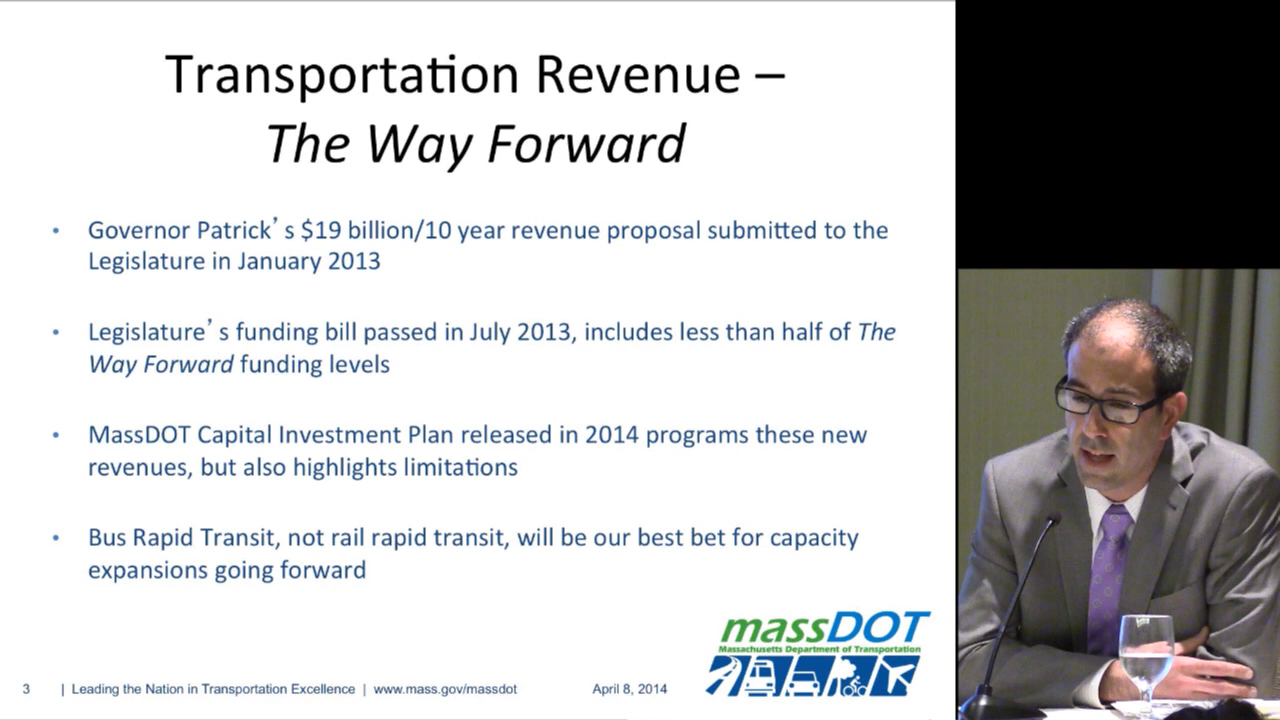 Transportation Revenue –
The Way Forward
• Governor Patrick’s $19 billion/10 year revenue proposal submitted to the
Legislature in January 2013
• Legislature’s funding bill passed in July 2013, includes less than half of The
Way Forward funding levels
• MassDOT Capital Investment Plan released in 2014 programs these new
revenues, but also highlights limitations
• Bus Rapid Transit, not rail rapid transit, will be our best bet for capacity
expansions going forward
massDOT
Massachusetts Department of Transportation
3 | Leading the Nation in Transportation Excellence | www.mass.gov/massdot April 8, 2014